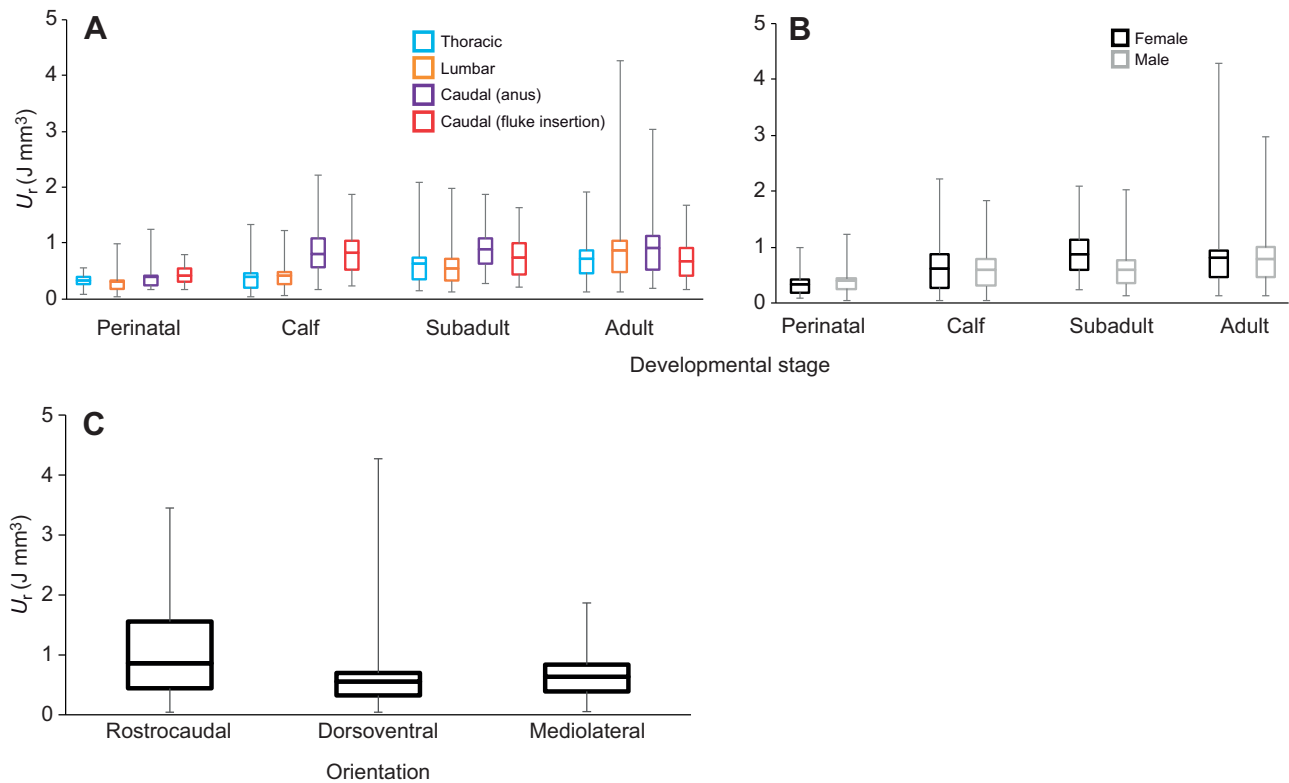 A
Thoracic
Lumbar
Caudal (anus)
Caudal (fluke insertion)
Ur (J mm3)
5
4
3
2
1
0
Perinatal Calf Subadult Adult
B
Female
Male
5
4
3
2
1
0
Perinatal Calf Subadult Adult
Developmental stage
C
Ur (J mm3)
5
4
3
2
1
0
Rostrocaudal Dorsoventral Mediolateral
Orientation